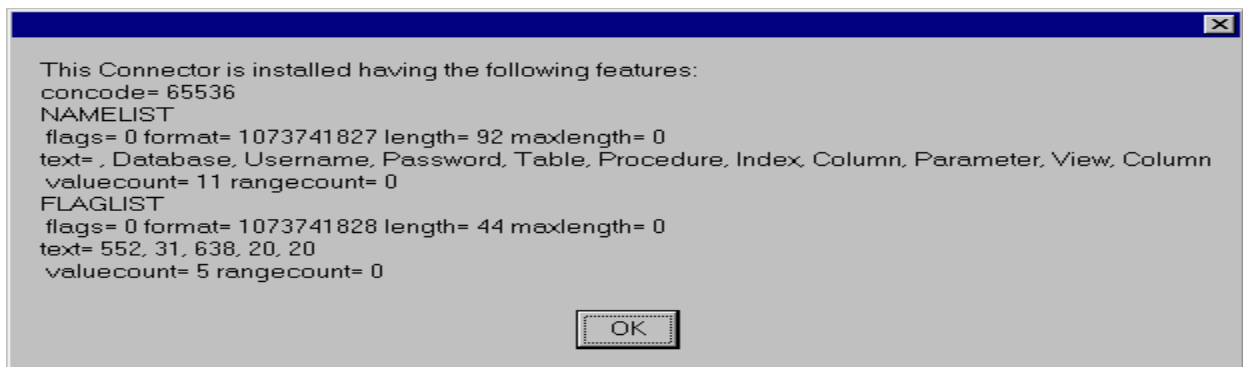 This Connector is installed having the following features:
concode= 65536
NAMELIST
flags= 0 format= 1073741827 length= 92 maxlength= 0
text= , Database, Username, Password, Table, Procedure, Index, Column, Parameter, View, Column
valuecount= 11 rangecount= 0
FLAGLIST
flags= 0 format= 1073741828 length= 44 maxlength= 0
text= 552, 31, 638, 20, 20
valuecount= 5 rangecount= 0
OK